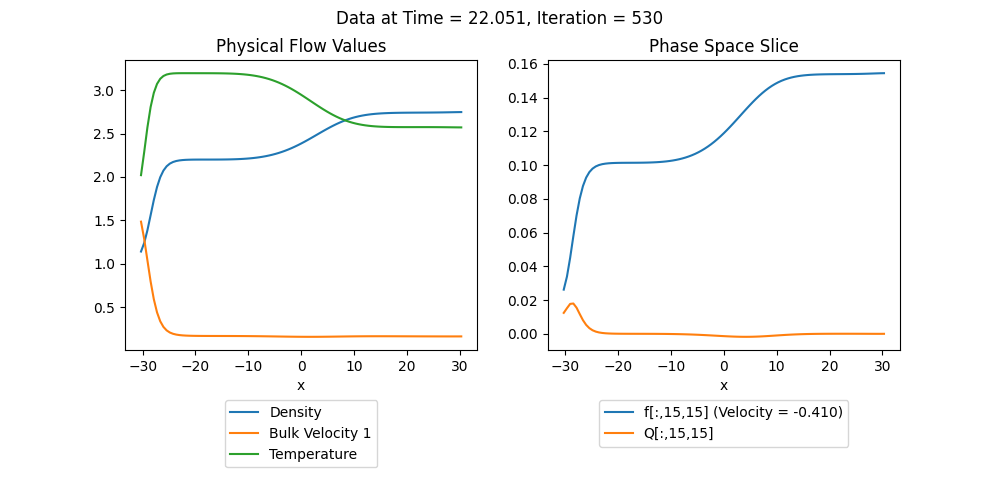 Data at Time = 22.051, Iteration = 530
Physical Flow Values
3.0
2.5
2.0
1.5
1.0
0.5
−30 −20 −10 0 10 20 30
x
Density
Bulk Velocity 1
Temperature
Phase Space Slice
0.16
0.14
0.12
0.10
0.08
0.06
0.04
0.02
0.00
−30 −20 −10 0 10 20 30
x
f[:,15,15] (Velocity = -0.410)
Q[:,15,15]